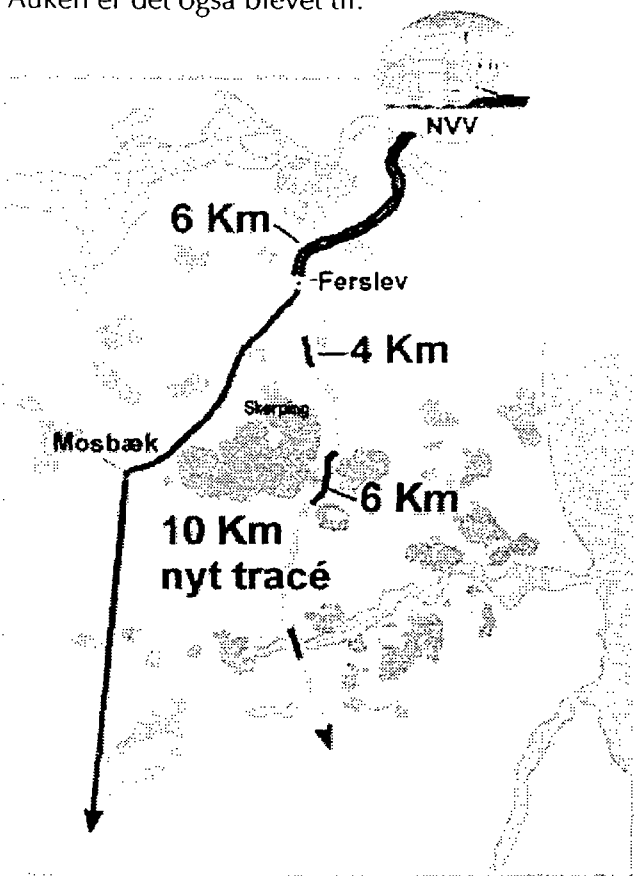 Auken er det også blevet til.
NVV
6 Km
Ferslev
4 Km
Skørping
Mosbæk
6 Km
10 Km
nyt tracé